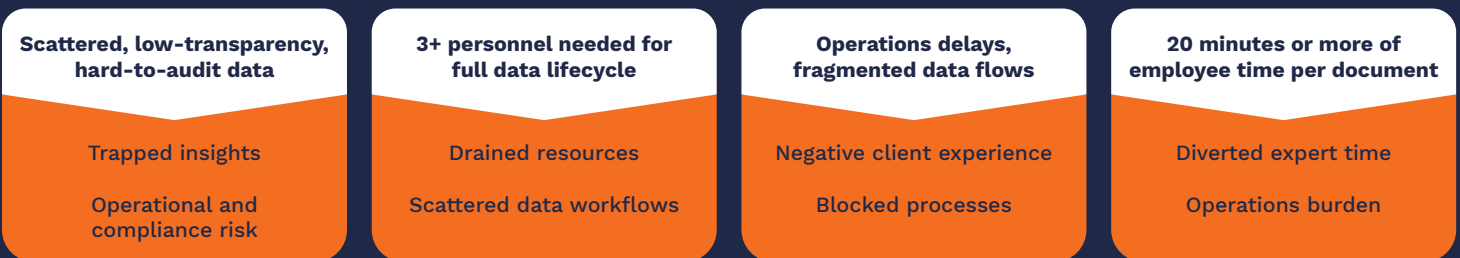 Scattered, low-transparency,
hard-to-audit data
Trapped insights
Operational and
compliance risk
3+ personnel needed for
full data lifecycle
Drained resources
Scattered data workflows
Operations delays,
fragmented data flows
Negative client experience
Blocked processes
20 minutes or more of
employee time per document
Diverted expert time
Operations burden